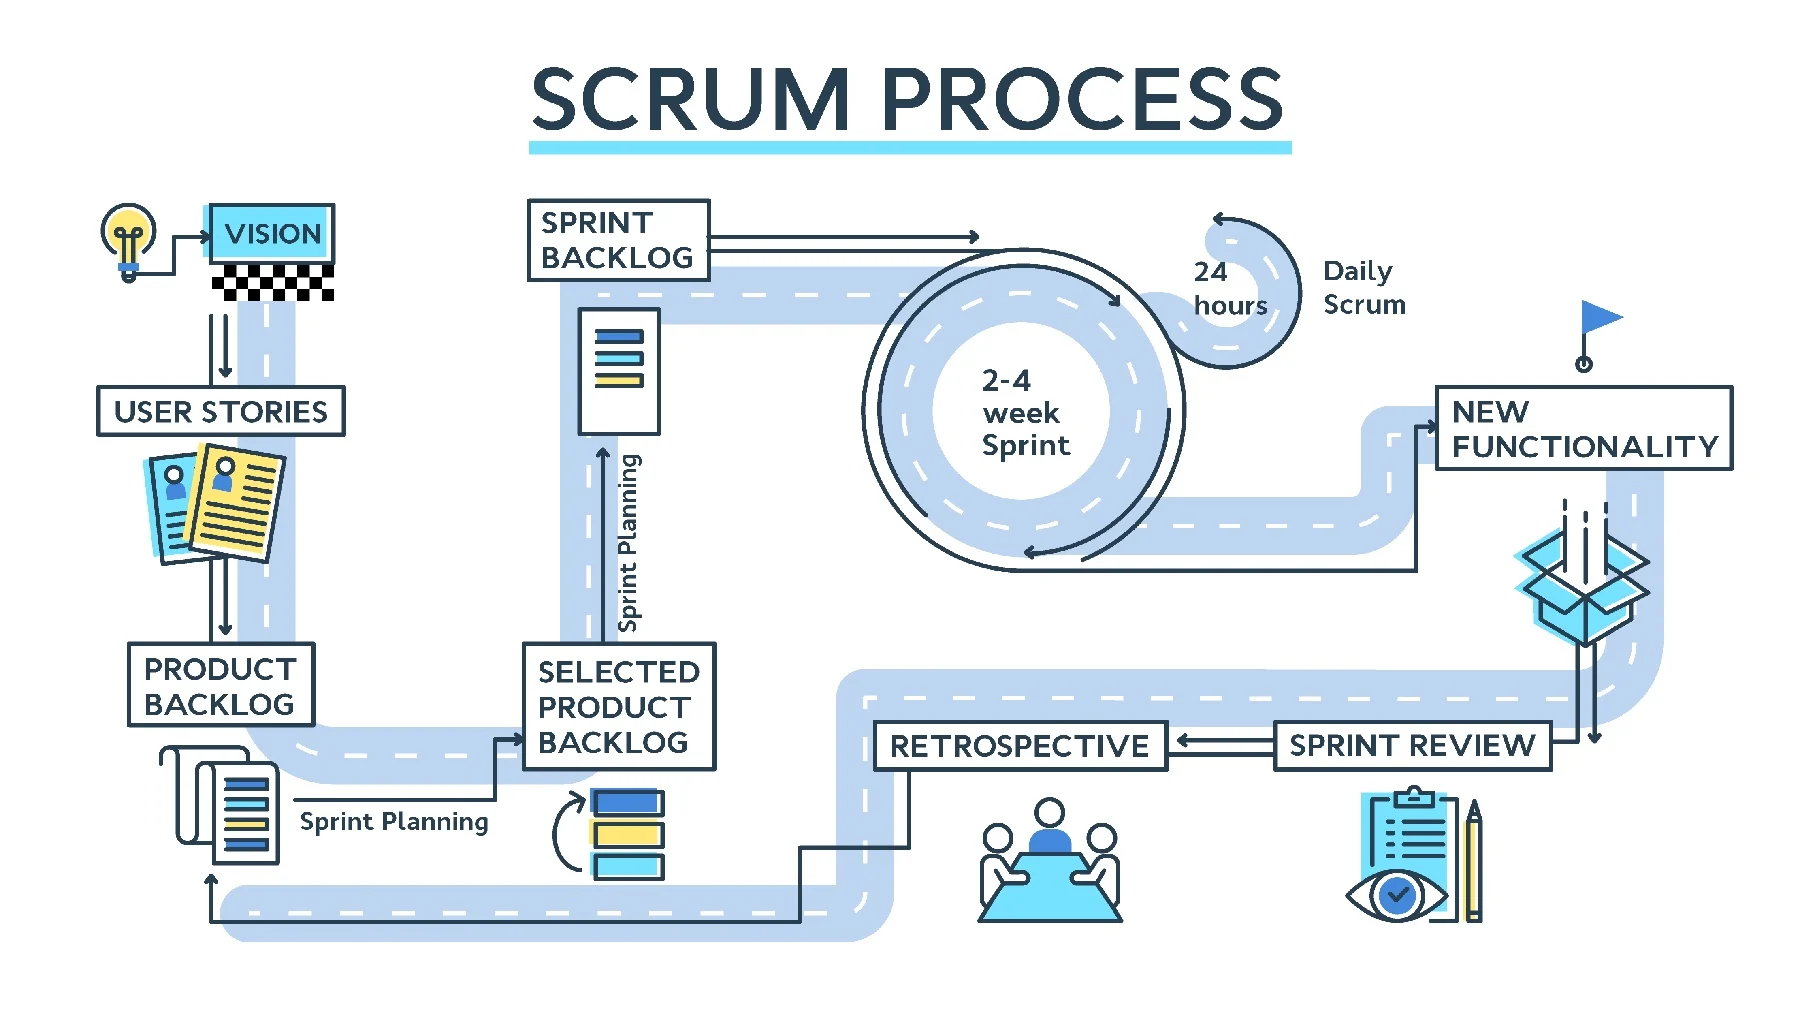 SCRUM PROCESS
VISION
USER STORIES
PRODUCT
BACKLOG
Sprint Planning
SELECTED
PRODUCT
BACKLOG
Sprint Planning
SPRINT
BACKLOG
2-4
week
Sprint
24
hours
Daily
Scrum
NEW
FUNCTIONALITY
SPRINT REVIEW
RETROSPECTIVE